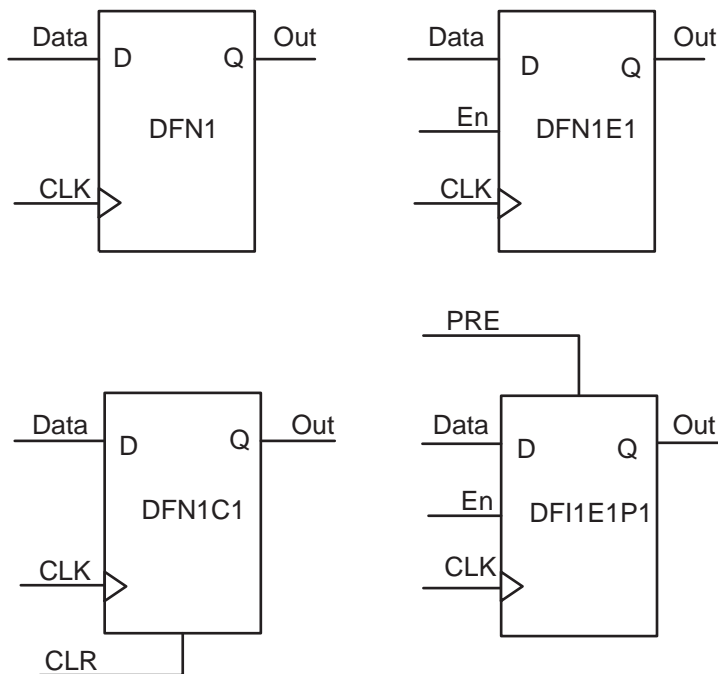 Data
D
Q
Out
DFN1
CLK
Data
D
Q
Out
En
DFN1E1
CLK
Data
D
Q
Out
DFN1C1
CLK
CLR
PRE
Data
D
Q
Out
En
DFI1E1P1
CLK